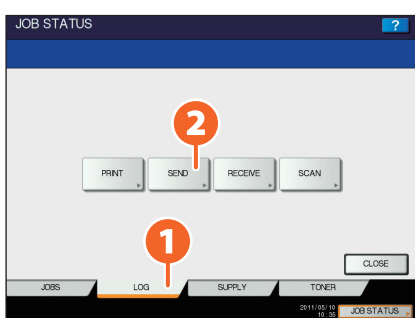 JOB STATUS
?
2
PRINT SEND RECEIVE SCAN
1
CLOSE
JOBS LOG SUPPLY TONER
2011/05/10
10:35
JOB STATUS